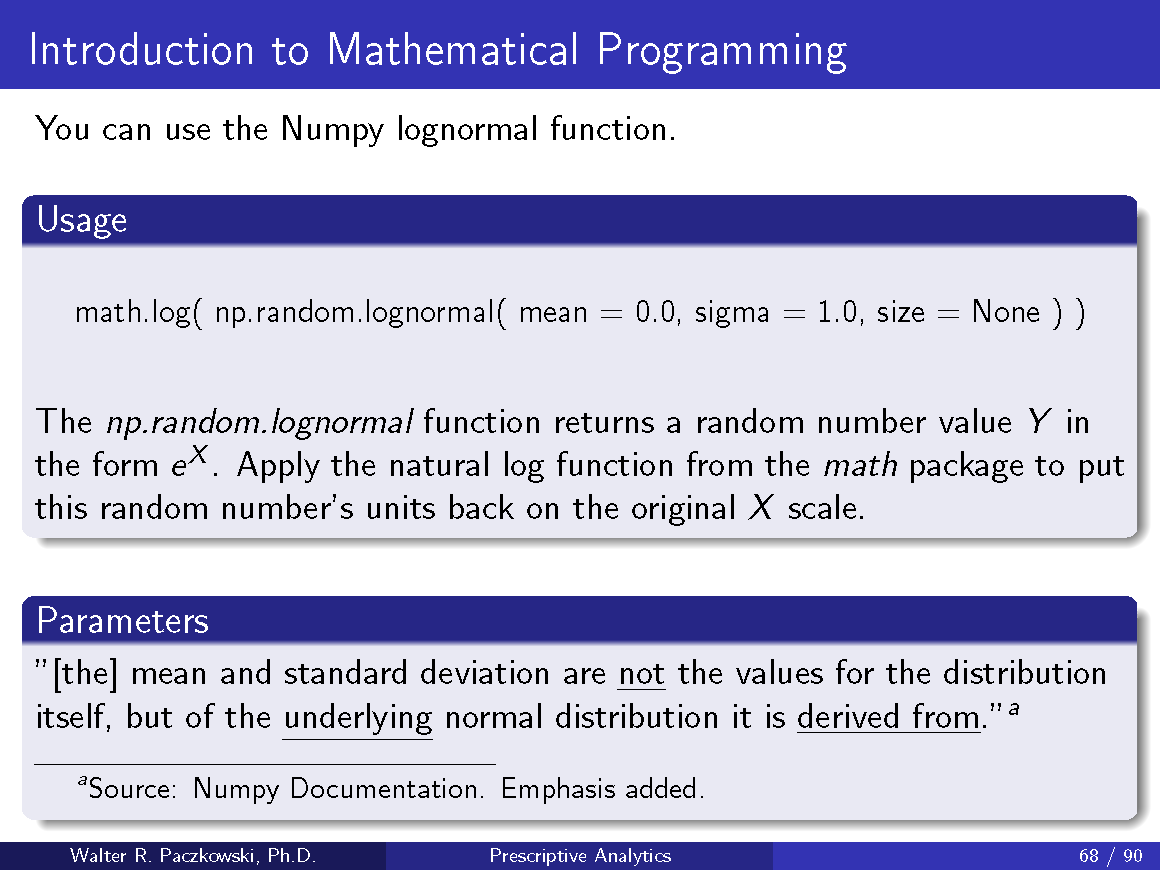 Introduction to Mathematical Programming
You can use the Numpy lognormal function.
Usage
math.log( np.random.lognormal( mean = 0.0, sigma = 1.0, size = None ) )
The np.random.lognormal function returns a random number value Y in
the form e^X. Apply the natural log function from the math package to put
this random number's units back on the original X scale.
Parameters
"[the] mean and standard deviation are not the values for the distribution
itself, but of the underlying normal distribution it is derived from."^a
^aSource: Numpy Documentation. Emphasis added.
Walter R. Paczkowski, Ph.D. Prescriptive Analytics 68 / 90